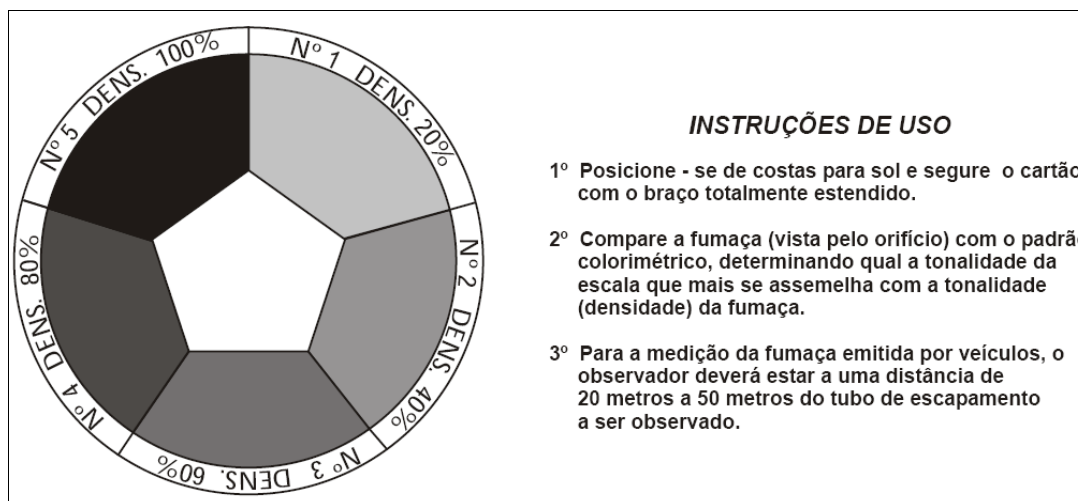 Nº 1 DENS. 20%
Nº 2 DENS. 40%
Nº 3 DENS. 60%
Nº 4 DENS. 80%
Nº 5 DENS. 100%
INSTRUÇÕES DE USO
1º Posicione - se de costas para sol e segure o cartão
com o braço totalmente estendido.
2º Compare a fumaça (vista pelo orifício) com o padrã
colorimétrico, determinando qual a tonalidade da
escala que mais se assemelha com a tonalidade
(densidade) da fumaça.
3º Para a medição da fumaça emitida por veículos, o
observador deverá estar a uma distância de
20 metros a 50 metros do tubo de escapamento
a ser observado.